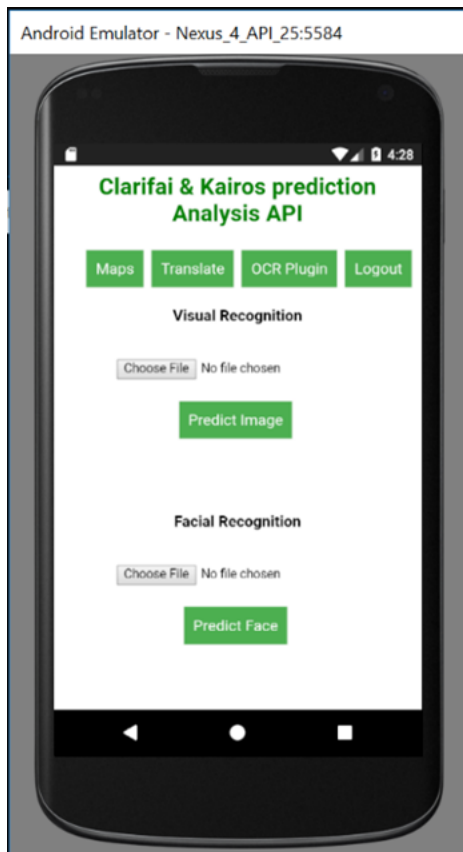 Android Emulator - Nexus_4_API_25:5584
4:28
Clarifai & Kairos prediction
Analysis API
Maps Translate OCR Plugin Logout
Visual Recognition
Choose File No file chosen
Predict Image
Facial Recognition
Choose File No file chosen
Predict Face